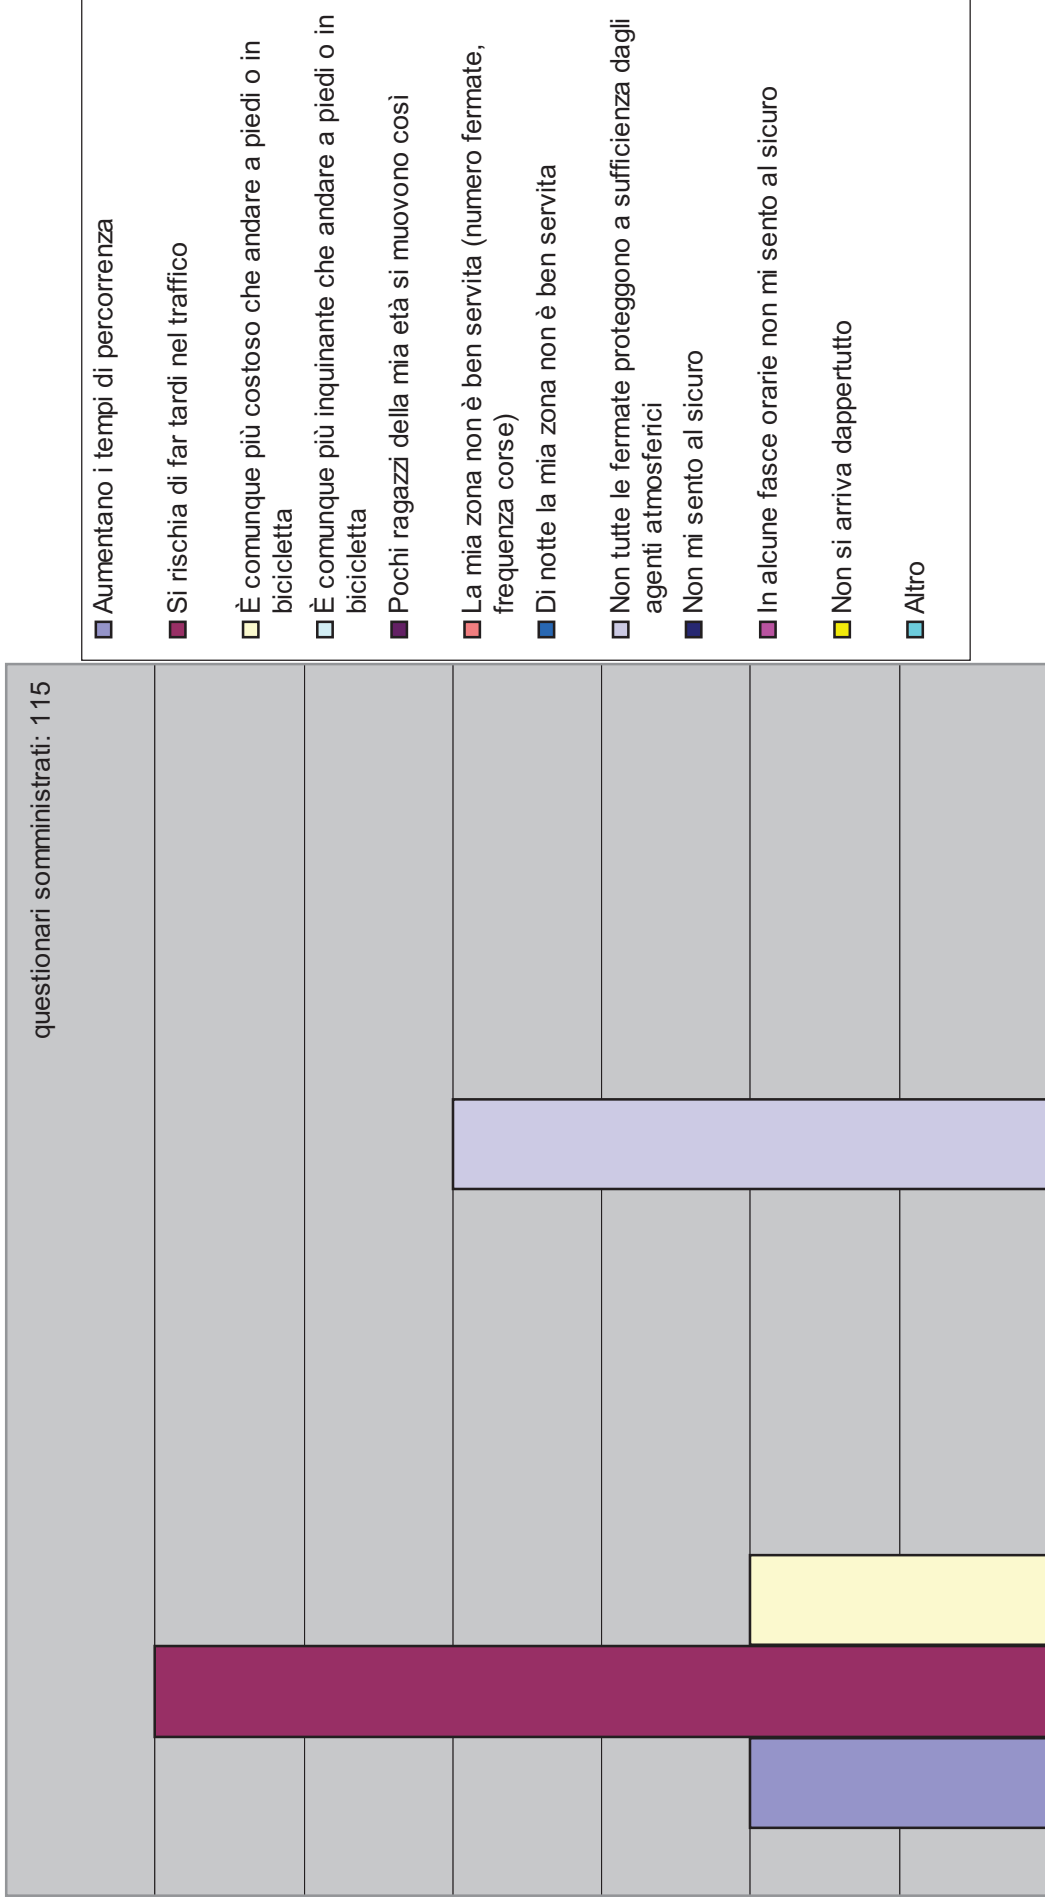 questionari somministrati: 115
Aumentano i tempi di percorrenza
Si rischia di far tardi nel traffico
È comunque più costoso che andare a piedi o in
bicicletta
È comunque più inquinante che andare a piedi o in
bicicletta
Pochi ragazzi della mia età si muovono così
La mia zona non è ben servita (numero fermate,
frequenza corse)
Di notte la mia zona non è ben servita
Non tutte le fermate proteggono a sufficienza dagli
agenti atmosferici
Non mi sento al sicuro
In alcune fasce orarie non mi sento al sicuro
Non si arriva dappertutto
Altro